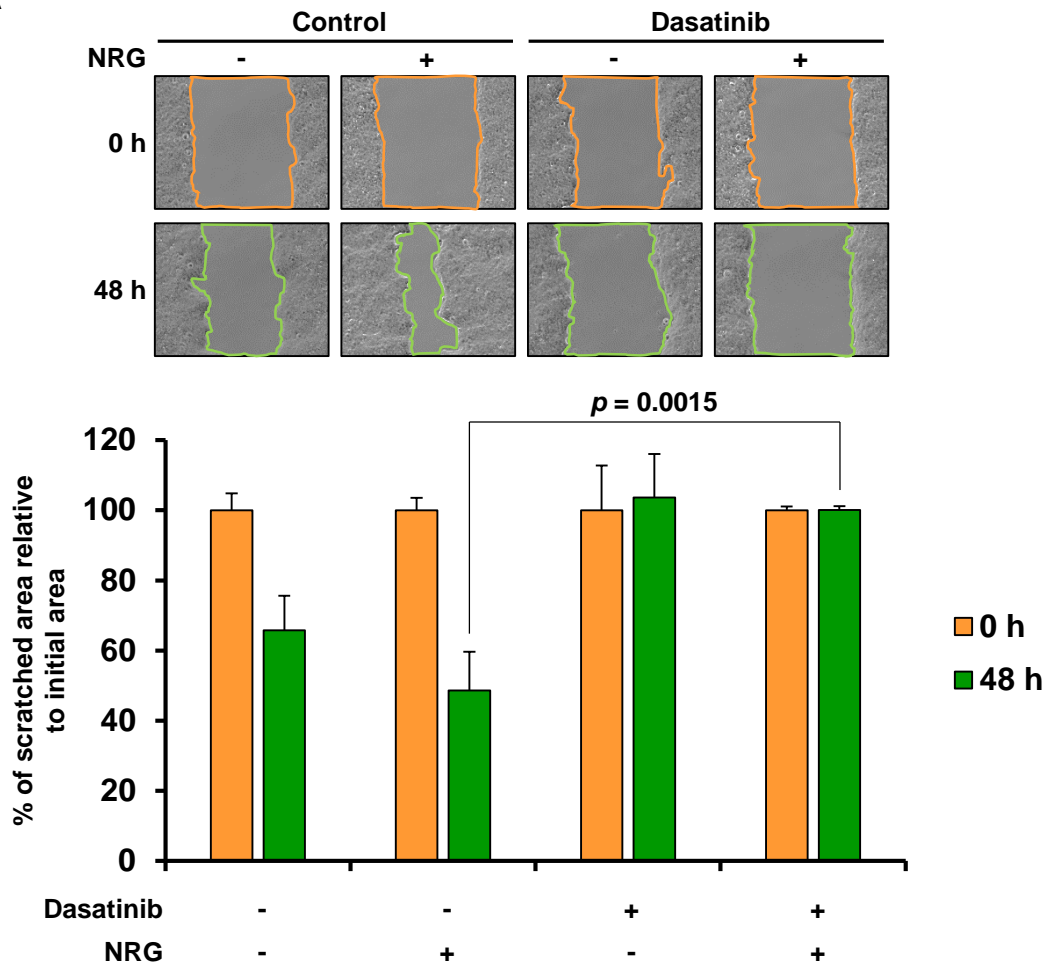 Control Dasatinib
NRG - + - +
0 h
48 h
p = 0.0015
120
100
80
60
40
20
0
% of scratched area relative
to initial area
0 h
48 h
Dasatinib - - + +
NRG - + - +